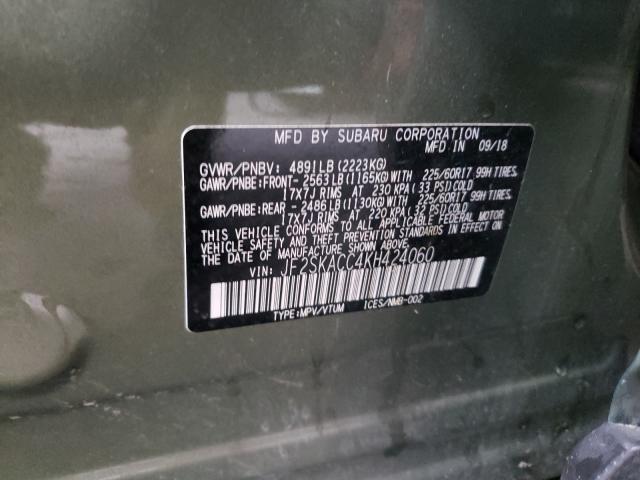 MFD BY SUBARU CORPORATION
MFD IN 09/18
GVWR/PNBV: 4891LB(2223KG)
GAWR/PNBE:FRONT- 2563LB(1165KG)WITH 225/60R17 99H TIRES,
17X7J RIMS AT 230 KPA(33 PSI)COLD
GAWR/PNBE:REAR -2486LB(1130KG)WITH 225/60R17 99H TIRES,
17X7J RIMS AT 220 KPA(32 PSI)COLD
THIS VEHICLE CONFORMS TO ALL APPLICABLE FEDERAL MOTOR
VEHICLE SAFETY AND THEFT PREVENTION STANDARDS IN EFFECT ON
THE DATE OF MANUFACTURE SHOWN ABOVE.
VIN: JF2SKACC4KH424060
TYPE:MPV/VTUM ICES/NMB-002